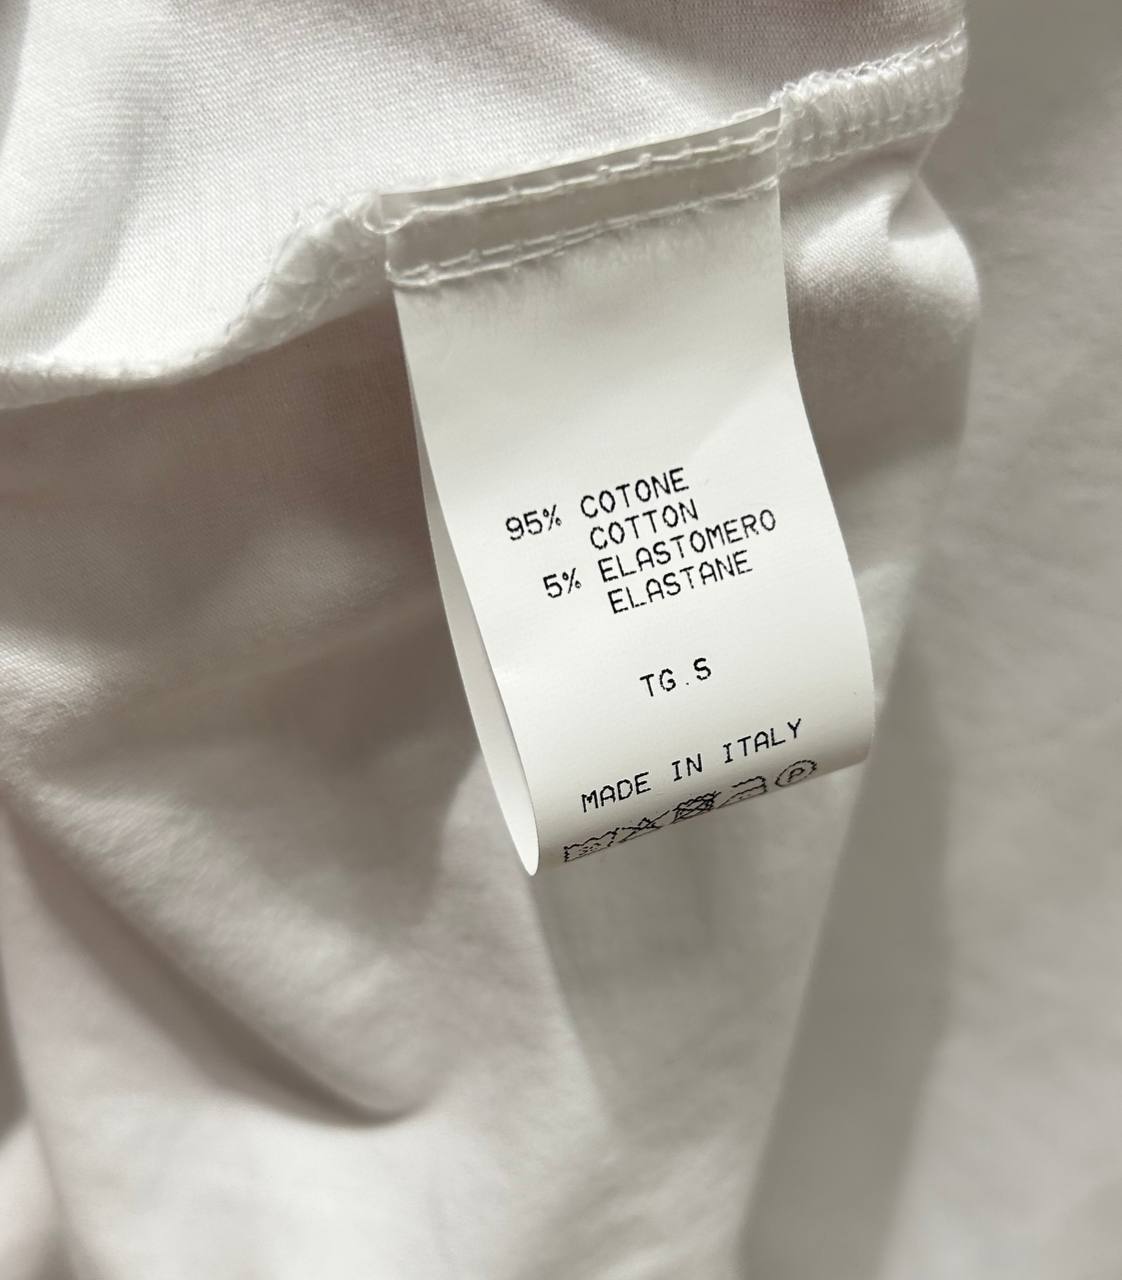 95% COTONE
COTTON
5% ELASTOMERO
ELASTANE
TG.S
MADE IN ITALY
P